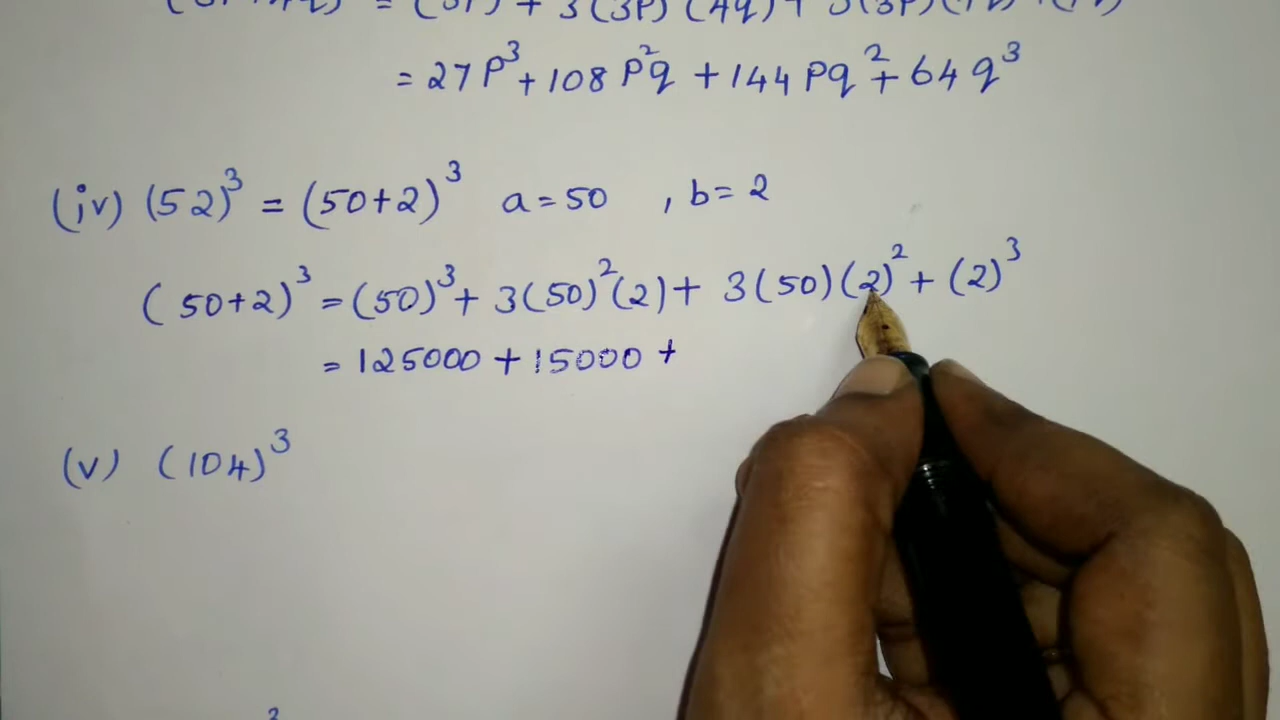 = 27P³ + 108P²q + 144Pq² + 64q³
(iv) (52)³ = (50+2)³ a = 50 , b = 2
(50+2)³ = (50)³ + 3(50)²(2) + 3(50)(2)² + (2)³
= 125000 + 15000 +
(v) (104)³